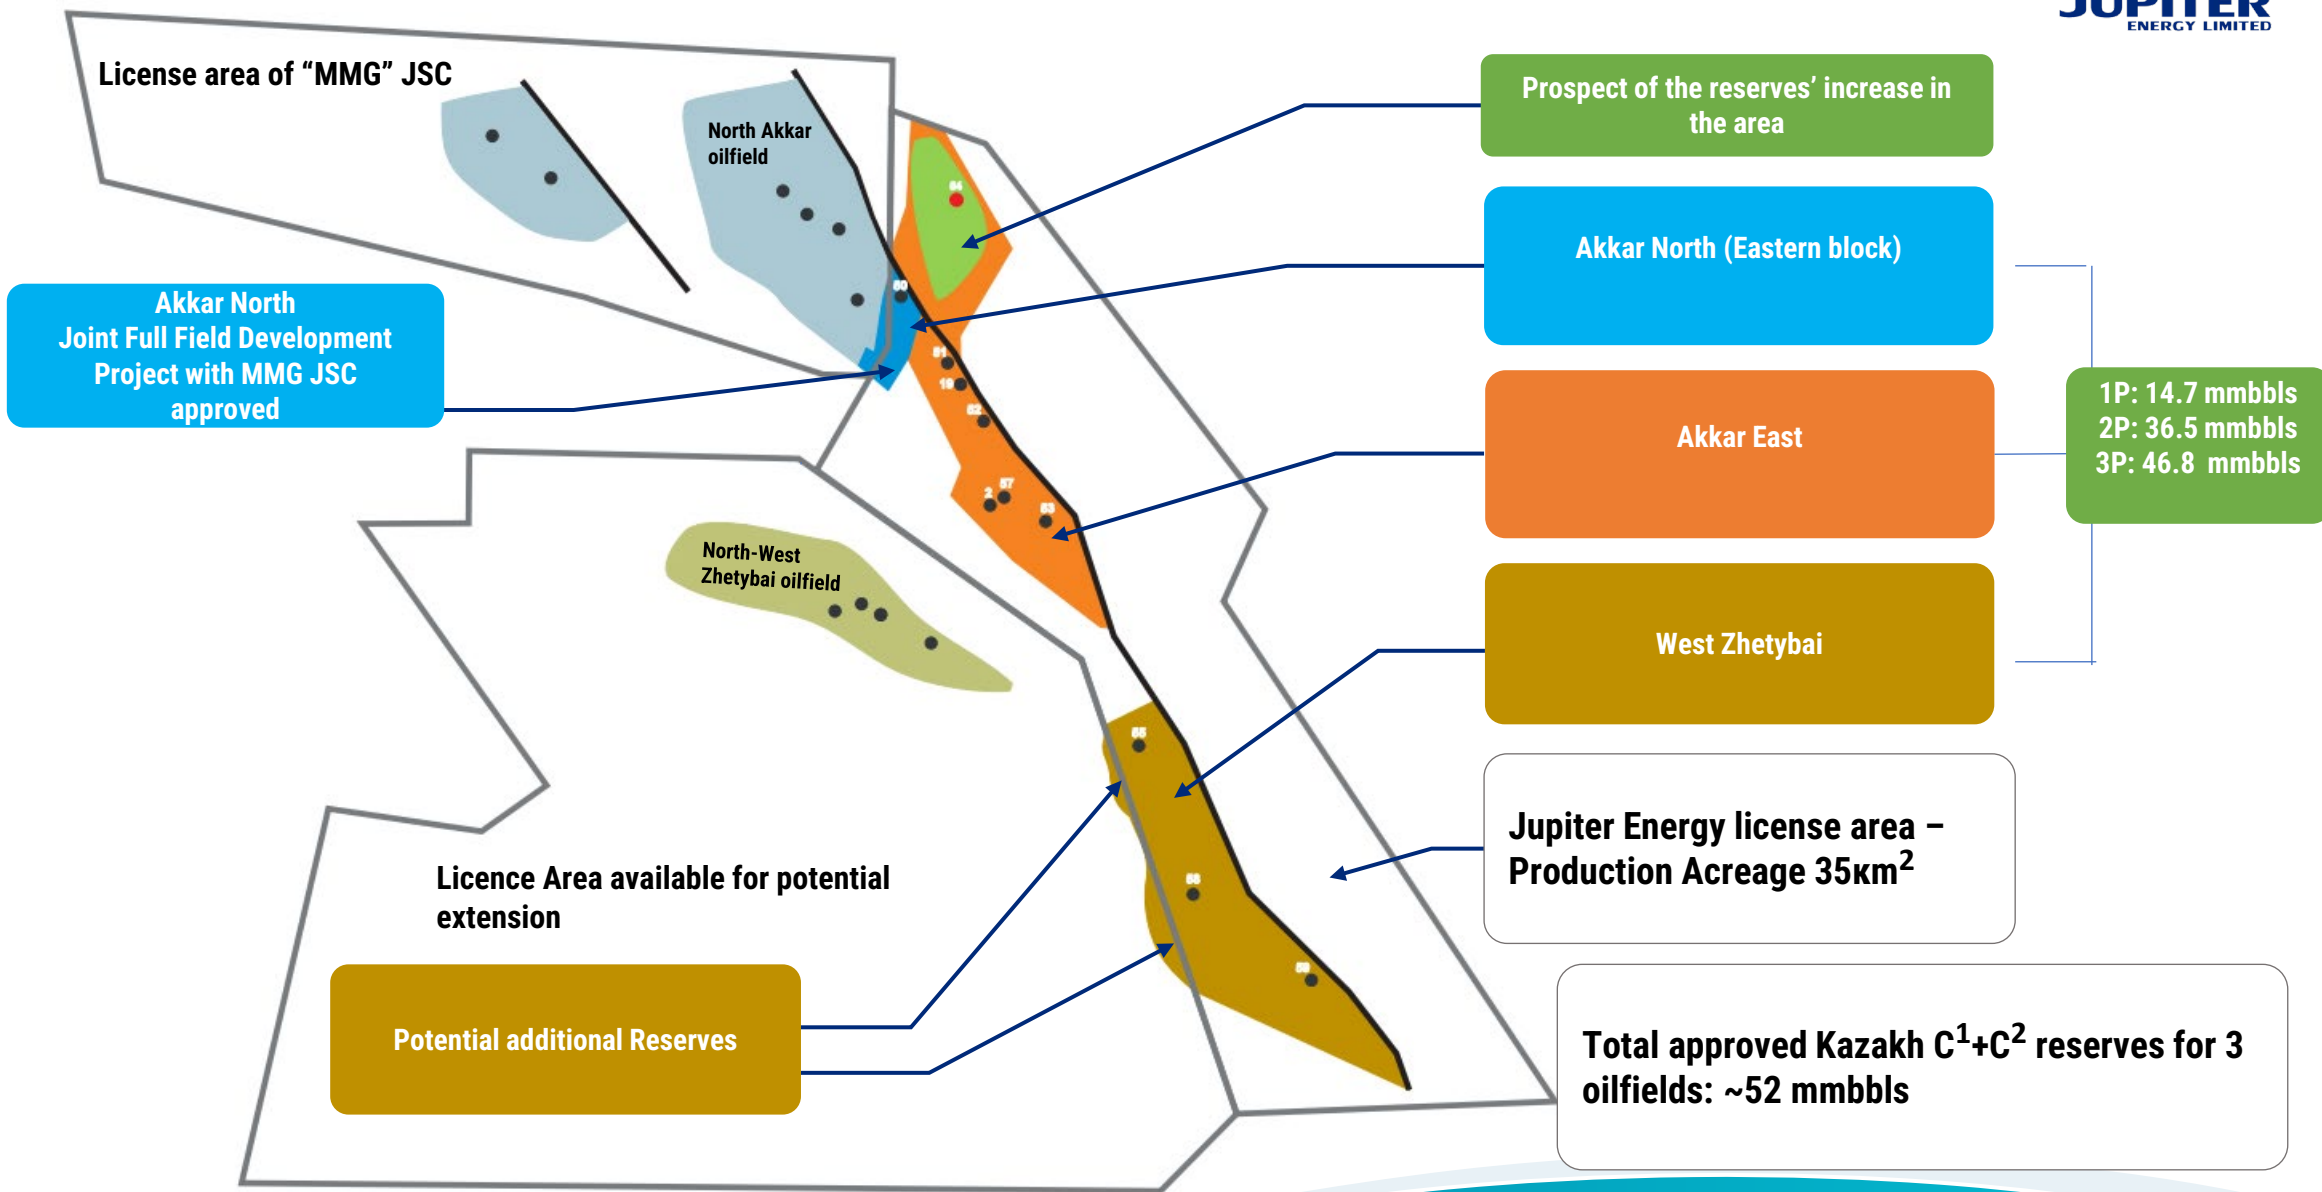 JUPITER
ENERGY LIMITED
License area of “MMG” JSC
North Akkar
oilfield
Akkar North
Joint Full Field Development
Project with MMG JSC
approved
North-West
Zhetybai oilfield
Licence Area available for potential
extension
Potential additional Reserves
19
2
57
Prospect of the reserves’ increase in
the area
Akkar North (Eastern block)
Akkar East
West Zhetybai
1P: 14.7 mmbbls
2P: 36.5 mmbbls
3P: 46.8 mmbbls
Jupiter Energy license area –
Production Acreage 35км²
Total approved Kazakh C¹+C² reserves for 3
oilfields: ~52 mmbbls